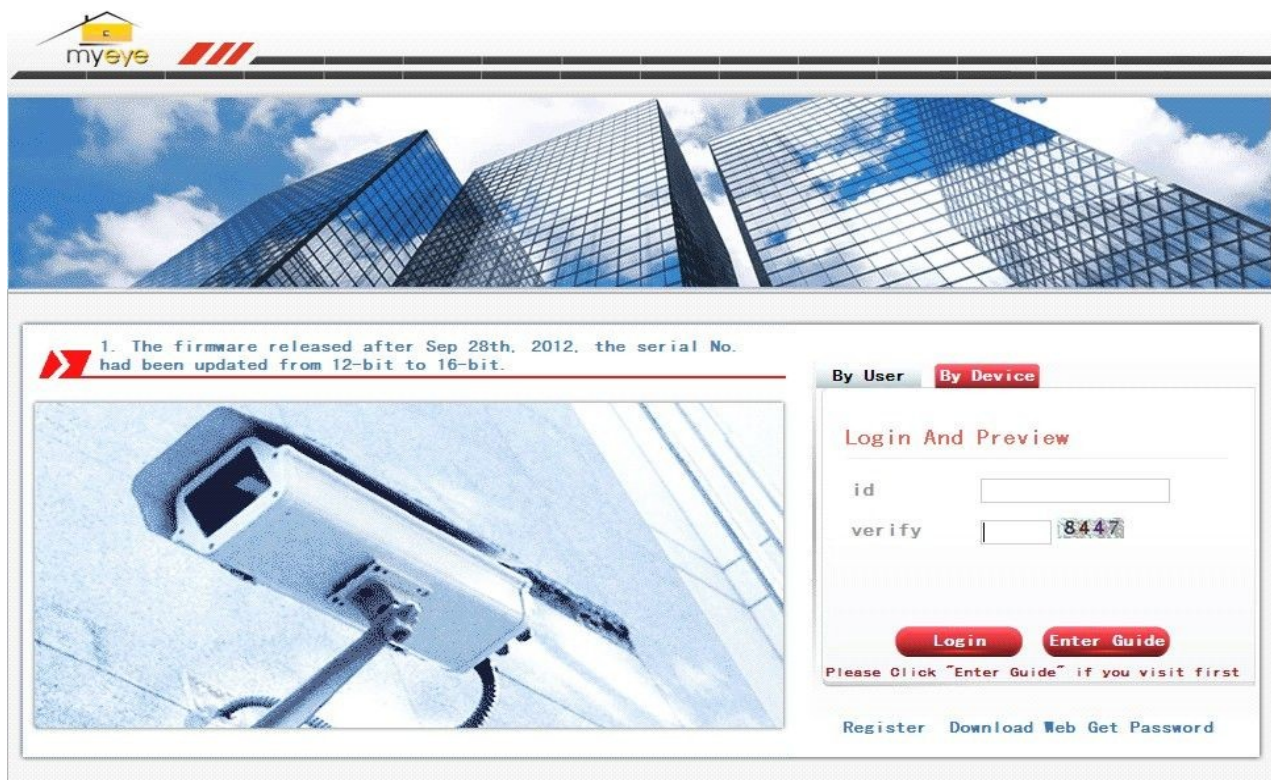 myeye
1. The firmware released after Sep 28th, 2012, the serial No.
had been updated from 12-bit to 16-bit.
By User By Device
Login And Preview
id
verify 8447
Login Enter Guide
Please Click "Enter Guide" if you visit first
Register Download Web Get Password